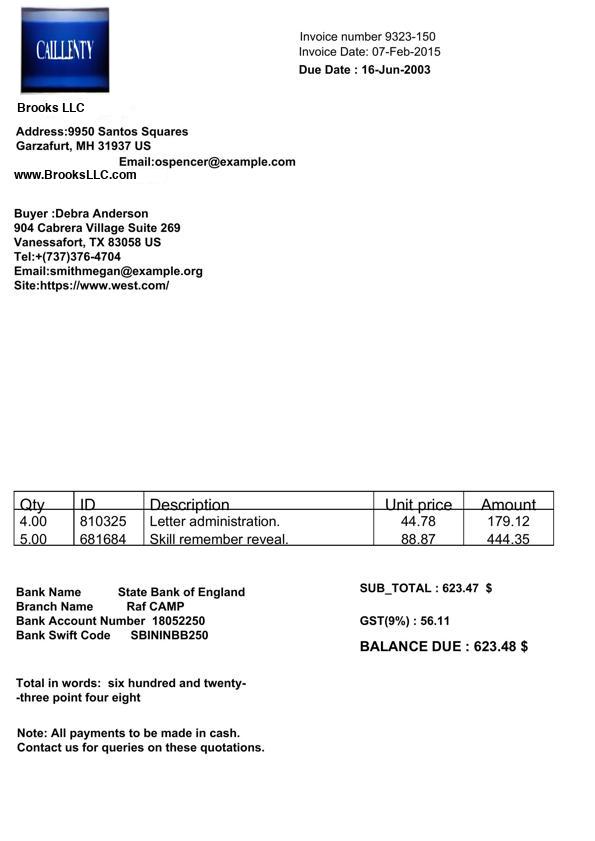 CAILLENTY
Invoice number 9323-150
Invoice Date: 07-Feb-2015
Due Date : 16-Jun-2003
Brooks LLC
Address:9950 Santos Squares
Garzafurt, MH 31937 US
Email:ospencer@example.com
www.BrooksLLC.com
Buyer :Debra Anderson
904 Cabrera Village Suite 269
Vanessafort, TX 83058 US
Tel:+(737)376-4704
Email:smithmegan@example.org
Site:https://www.west.com/
Qty ID Description Unit price Amount
4.00 810325 Letter administration. 44.78 179.12
5.00 681684 Skill remember reveal. 88.87 444.35
Bank Name State Bank of England
Branch Name Raf CAMP
Bank Account Number 18052250
Bank Swift Code SBININBB250
SUB_TOTAL : 623.47 $
GST(9%) : 56.11
BALANCE DUE : 623.48 $
Total in words: six hundred and twenty-
-three point four eight
Note: All payments to be made in cash.
Contact us for queries on these quotations.